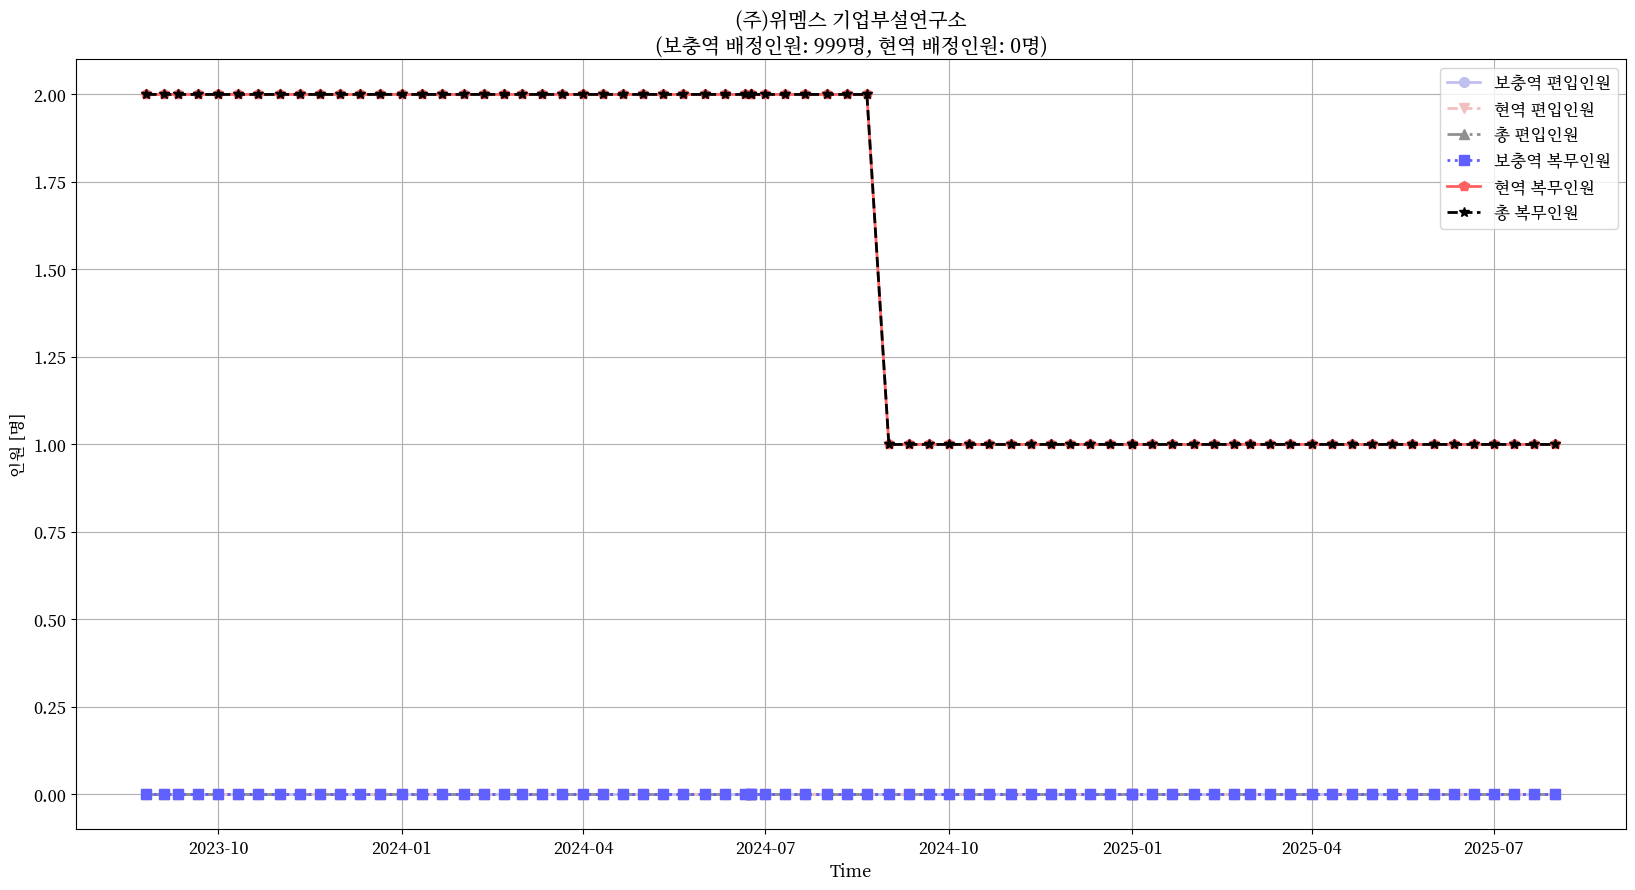 (주)위멤스 기업부설연구소
(보충역 배정인원: 999명, 현역 배정인원: 0명)
보충역 편입인원
현역 편입인원
총 편입인원
보충역 복무인원
현역 복무인원
총 복무인원
인원 [명]
2.00
1.75
1.50
1.25
1.00
0.75
0.50
0.25
0.00
2023-10
2024-01
2024-04
2024-07
2024-10
2025-01
2025-04
2025-07
Time